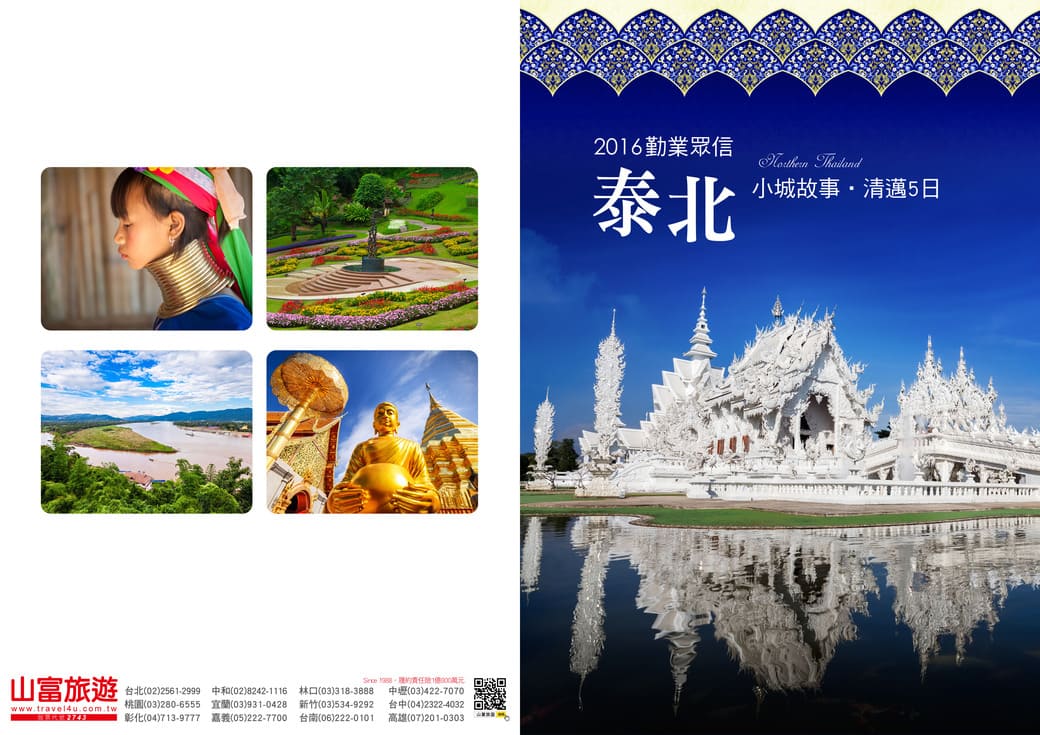 2016勤業眾信
Northern Thailand
泰北
小城故事・清邁5日
Since 1988・履約責任險1億800萬元
山富旅遊
www.travel4u.com.tw
股票代號 2743
台北(02)2561-2999 中和(02)8242-1116 林口(03)318-3888 中壢(03)422-7070
桃園(03)280-6555 宜蘭(03)931-0428 新竹(03)534-9292 台中(04)2322-4032
彰化(04)713-9777 嘉義(05)222-7700 台南(06)222-0101 高雄(07)201-0303
山富旅遊